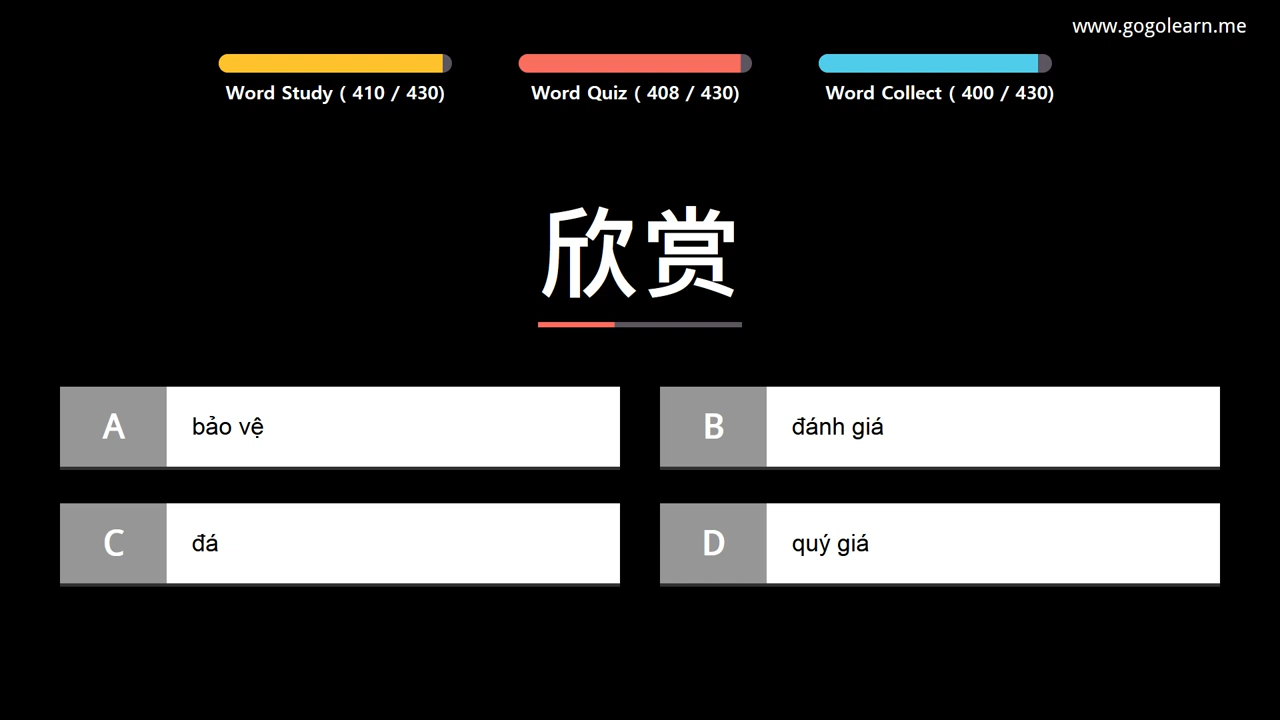 www.gogolearn.me
Word Study ( 410 / 430)
Word Quiz ( 408 / 430)
Word Collect ( 400 / 430)
欣赏
A bảo vệ
B đánh giá
C đá
D quý giá